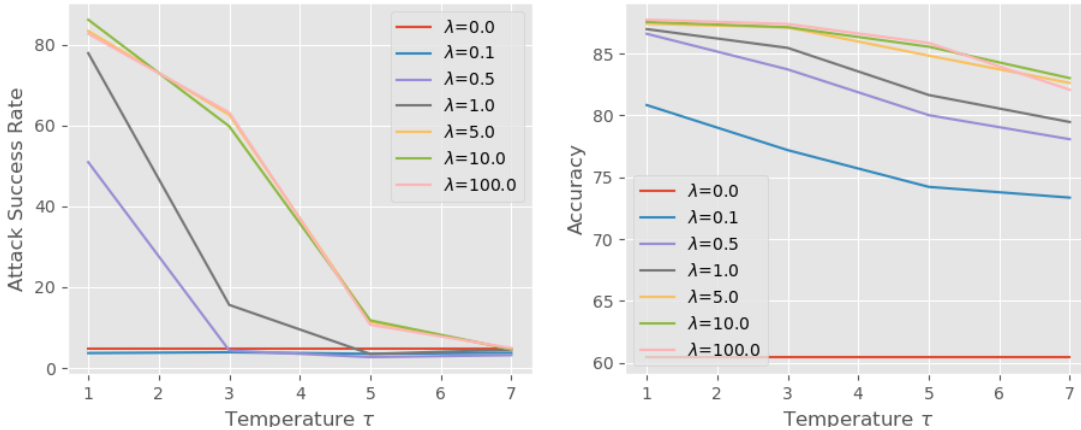 Attack Success Rate
80
60
40
20
0
1 2 3 4 5 6 7
Temperature τ
λ=0.0
λ=0.1
λ=0.5
λ=1.0
λ=5.0
λ=10.0
λ=100.0
Accuracy
85
80
75
70
65
60
1 2 3 4 5 6 7
Temperature τ
λ=0.0
λ=0.1
λ=0.5
λ=1.0
λ=5.0
λ=10.0
λ=100.0